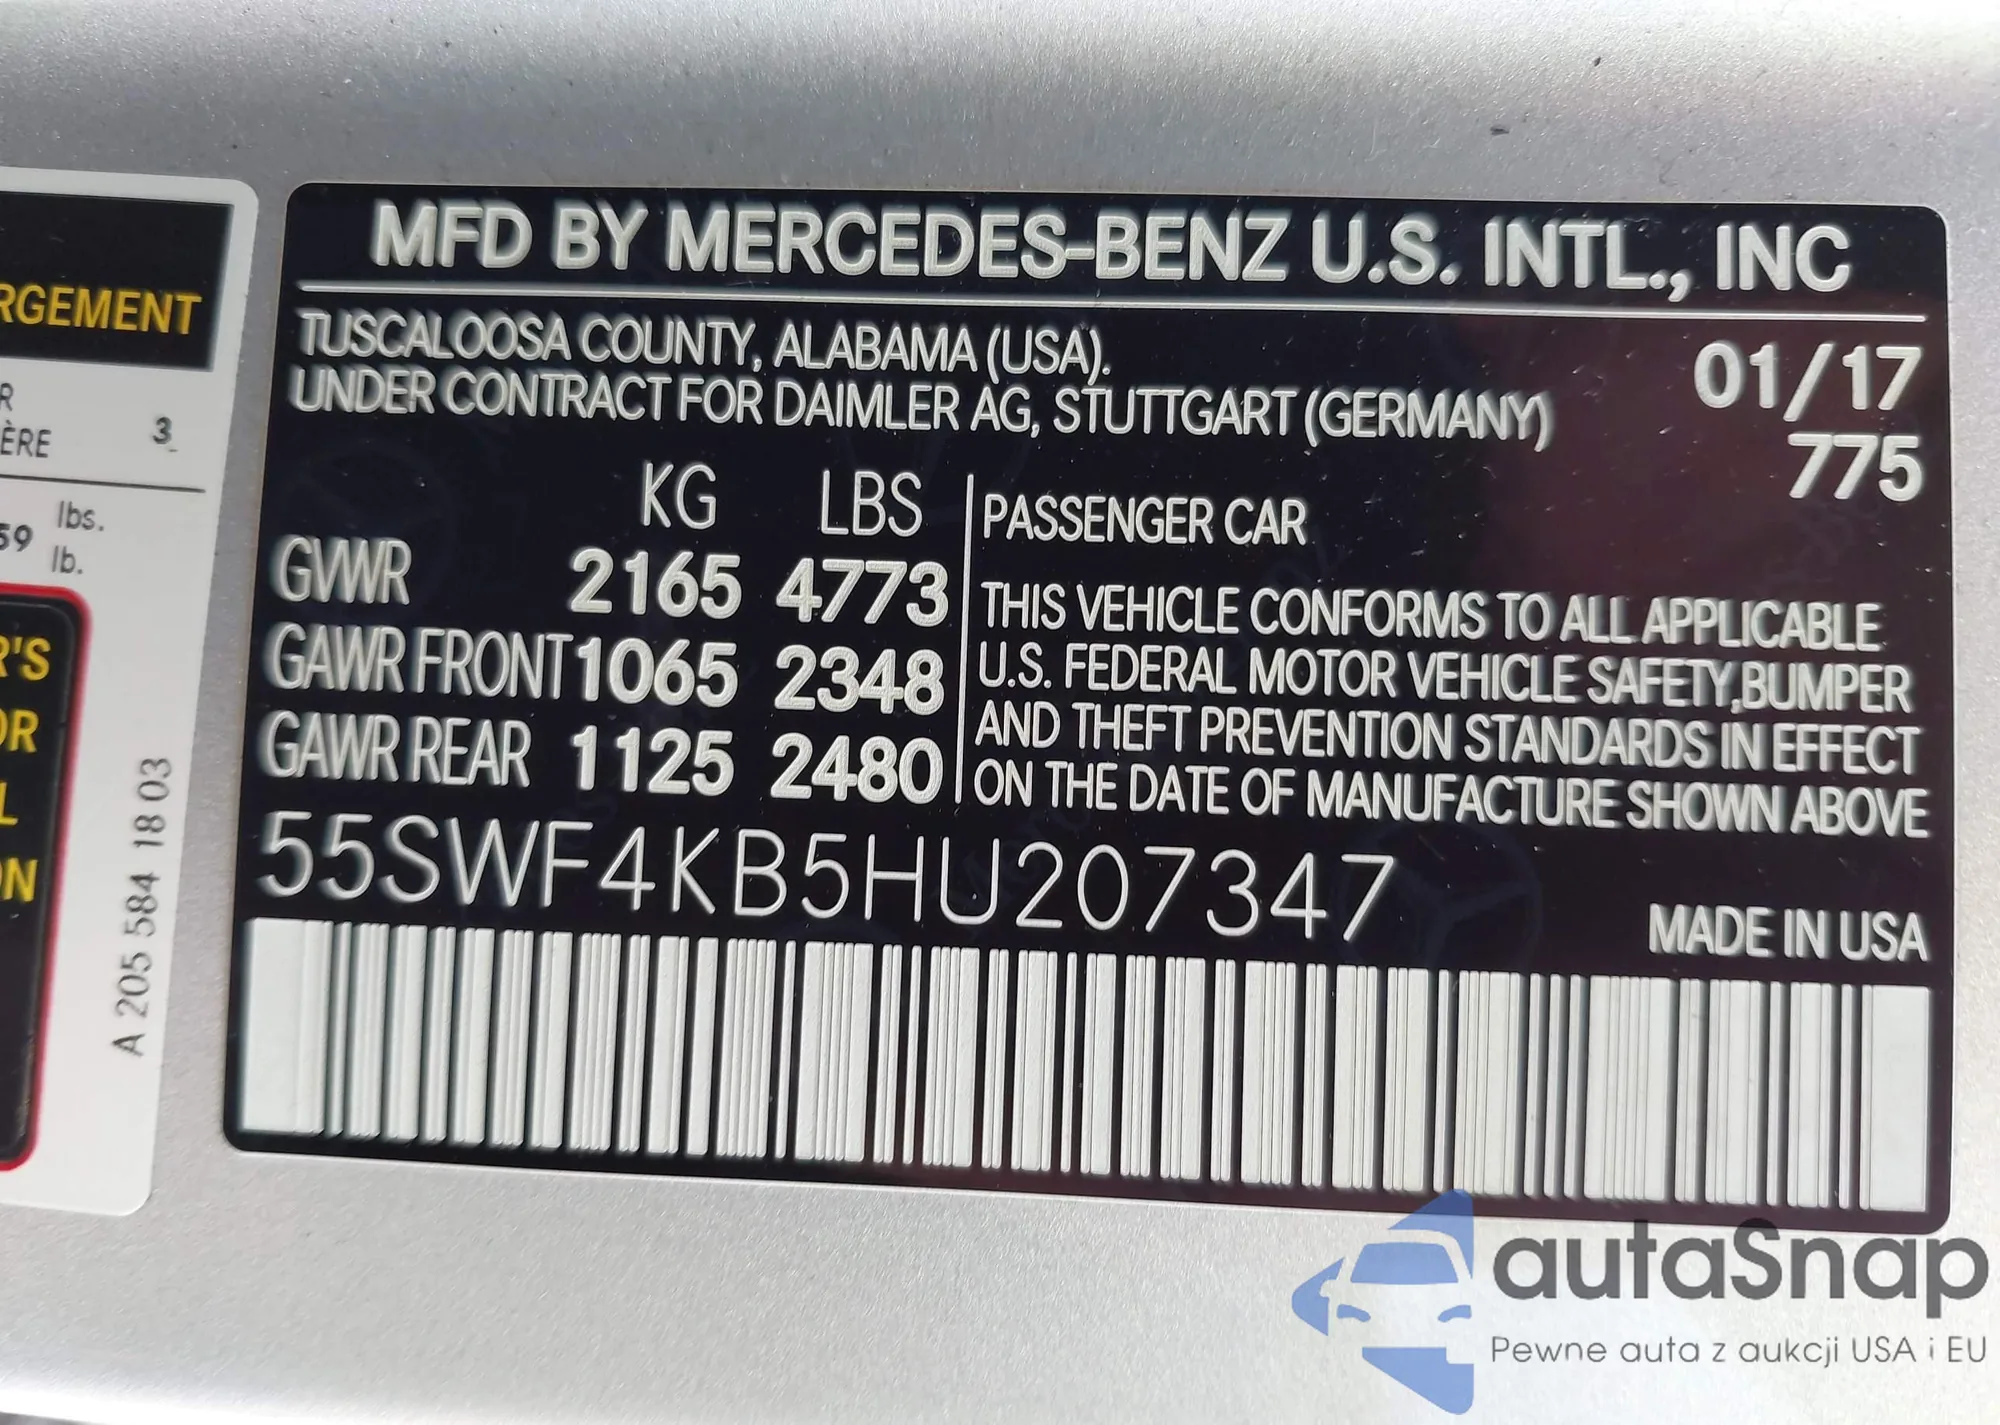 RGEMENT
R
ÈRE 3
59 lbs.
lb.
R'S
OR
L
ON
A 205 584 18 03
MFD BY MERCEDES-BENZ U.S. INTL., INC
TUSCALOOSA COUNTY, ALABAMA (USA).
UNDER CONTRACT FOR DAIMLER AG, STUTTGART (GERMANY)
01/17
775
KG LBS
GVWR 2165 4773
GAWR FRONT 1065 2348
GAWR REAR 1125 2480
PASSENGER CAR
THIS VEHICLE CONFORMS TO ALL APPLICABLE
U.S. FEDERAL MOTOR VEHICLE SAFETY,BUMPER
AND THEFT PREVENTION STANDARDS IN EFFECT
ON THE DATE OF MANUFACTURE SHOWN ABOVE
55SWF4KB5HU207347
MADE IN USA
autaSnap
Pewne auta z aukcji USA i EU